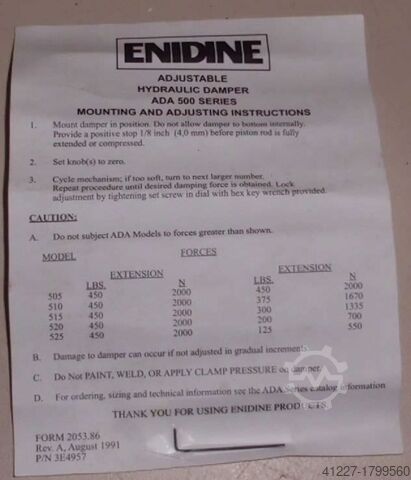 ENIDINE
ADJUSTABLE
HYDRAULIC DAMPER
ADA 500 SERIES
MOUNTING AND ADJUSTING INSTRUCTIONS
1. Mount damper in position. Do not allow damper to bottom internally.
Provide a positive stop 1/8 inch (4,0 mm) before piston rod is fully
extended or compressed.
2. Set knob(s) to zero.
3. Cycle mechanism; if too soft, turn to next larger number.
Repeat proceedure until desired damping force is obtained. Lock
adjustment by tightening set screw in dial with hex key wrench provided.
CAUTION:
A. Do not subject ADA Models to forces greater than shown.
MODEL FORCES
EXTENSION EXTENSION
LBS. N LBS. N
505 450 2000 450 2000
510 450 2000 375 1670
515 450 2000 300 1335
520 450 2000 200 700
525 450 2000 125 550
B. Damage to damper can occur if not adjusted in gradual increments.
C. Do Not PAINT, WELD, OR APPLY CLAMP PRESSURE on damper.
D. For ordering, sizing and technical information see the ADA Series catalog information
THANK YOU FOR USING ENIDINE PRODUCTS
FORM 2053.86
Rev. A, August 1991
P/N 3E4957
41227-1799560